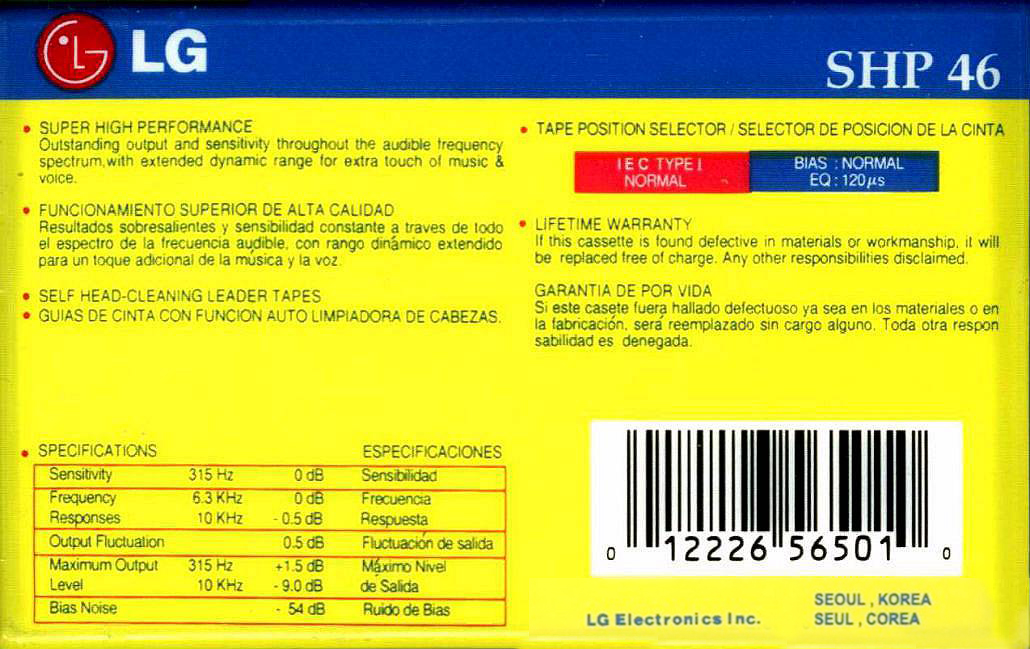 LG
SHP 46
• SUPER HIGH PERFORMANCE
Outstanding output and sensitivity throughout the audible frequency
spectrum,with extended dynamic range for extra touch of music &
voice.
• FUNCIONAMIENTO SUPERIOR DE ALTA CALIDAD
Resultados sobresalientes y sensibilidad constante a traves de todo
el espectro de la frecuencia audible, con rango dinámico extendido
para un toque adicional de la música y la voz.
• SELF HEAD-CLEANING LEADER TAPES
• GUIAS DE CINTA CON FUNCION AUTO LIMPIADORA DE CABEZAS.
• TAPE POSITION SELECTOR / SELECTOR DE POSICION DE LA CINTA
IEC TYPE I
NORMAL
BIAS : NORMAL
EQ : 120μs
• LIFETIME WARRANTY
If this cassette is found defective in materials or workmanship, it will
be replaced free of charge. Any other responsibilities disclaimed.
GARANTIA DE POR VIDA
Si este casete fuera hallado defectuoso ya sea en los materiales o en
la fabricación, será reemplazado sin cargo alguno. Toda otra respon
sabilidad es denegada.
• SPECIFICATIONS ESPECIFICACIONES
Sensitivity 315 Hz 0 dB Sensibilidad
Frequency 6.3 KHz 0 dB Frecuencia
Responses 10 KHz - 0.5 dB Respuesta
Output Fluctuation 0.5 dB Fluctuación de salida
Maximum Output 315 Hz +1.5 dB Máximo Nivel
Level 10 KHz - 9.0 dB de Salida
Bias Noise - 54 dB Ruido de Bias
0 12226 56501 0
LG Electronics Inc.
SEOUL , KOREA
SEUL , COREA